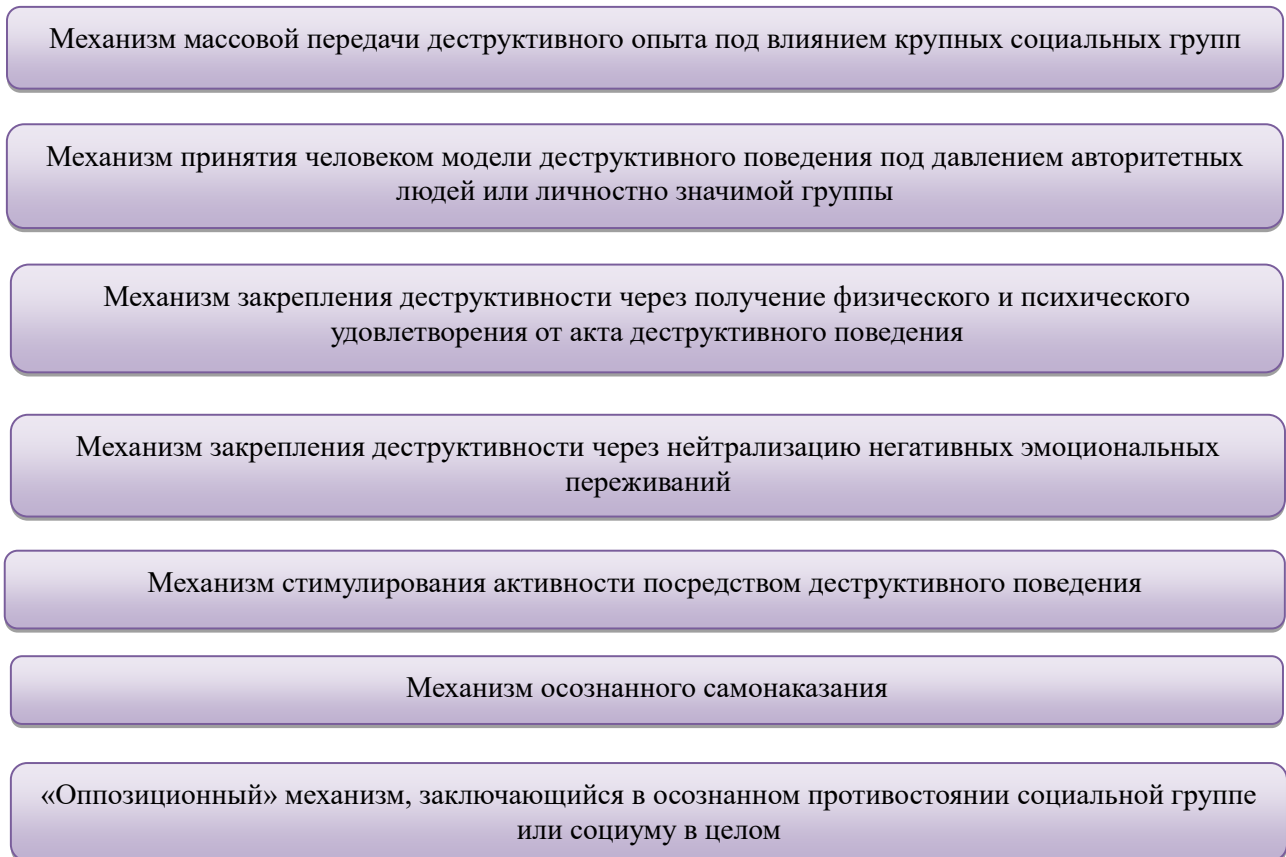 Механизм массовой передачи деструктивного опыта под влиянием крупных социальных групп
Механизм принятия человеком модели деструктивного поведения под давлением авторитетных
людей или личностно значимой группы
Механизм закрепления деструктивности через получение физического и психического
удовлетворения от акта деструктивного поведения
Механизм закрепления деструктивности через нейтрализацию негативных эмоциональных
переживаний
Механизм стимулирования активности посредством деструктивного поведения
Механизм осознанного самонаказания
«Оппозиционный» механизм, заключающийся в осознанном противостоянии социальной группе
или социуму в целом